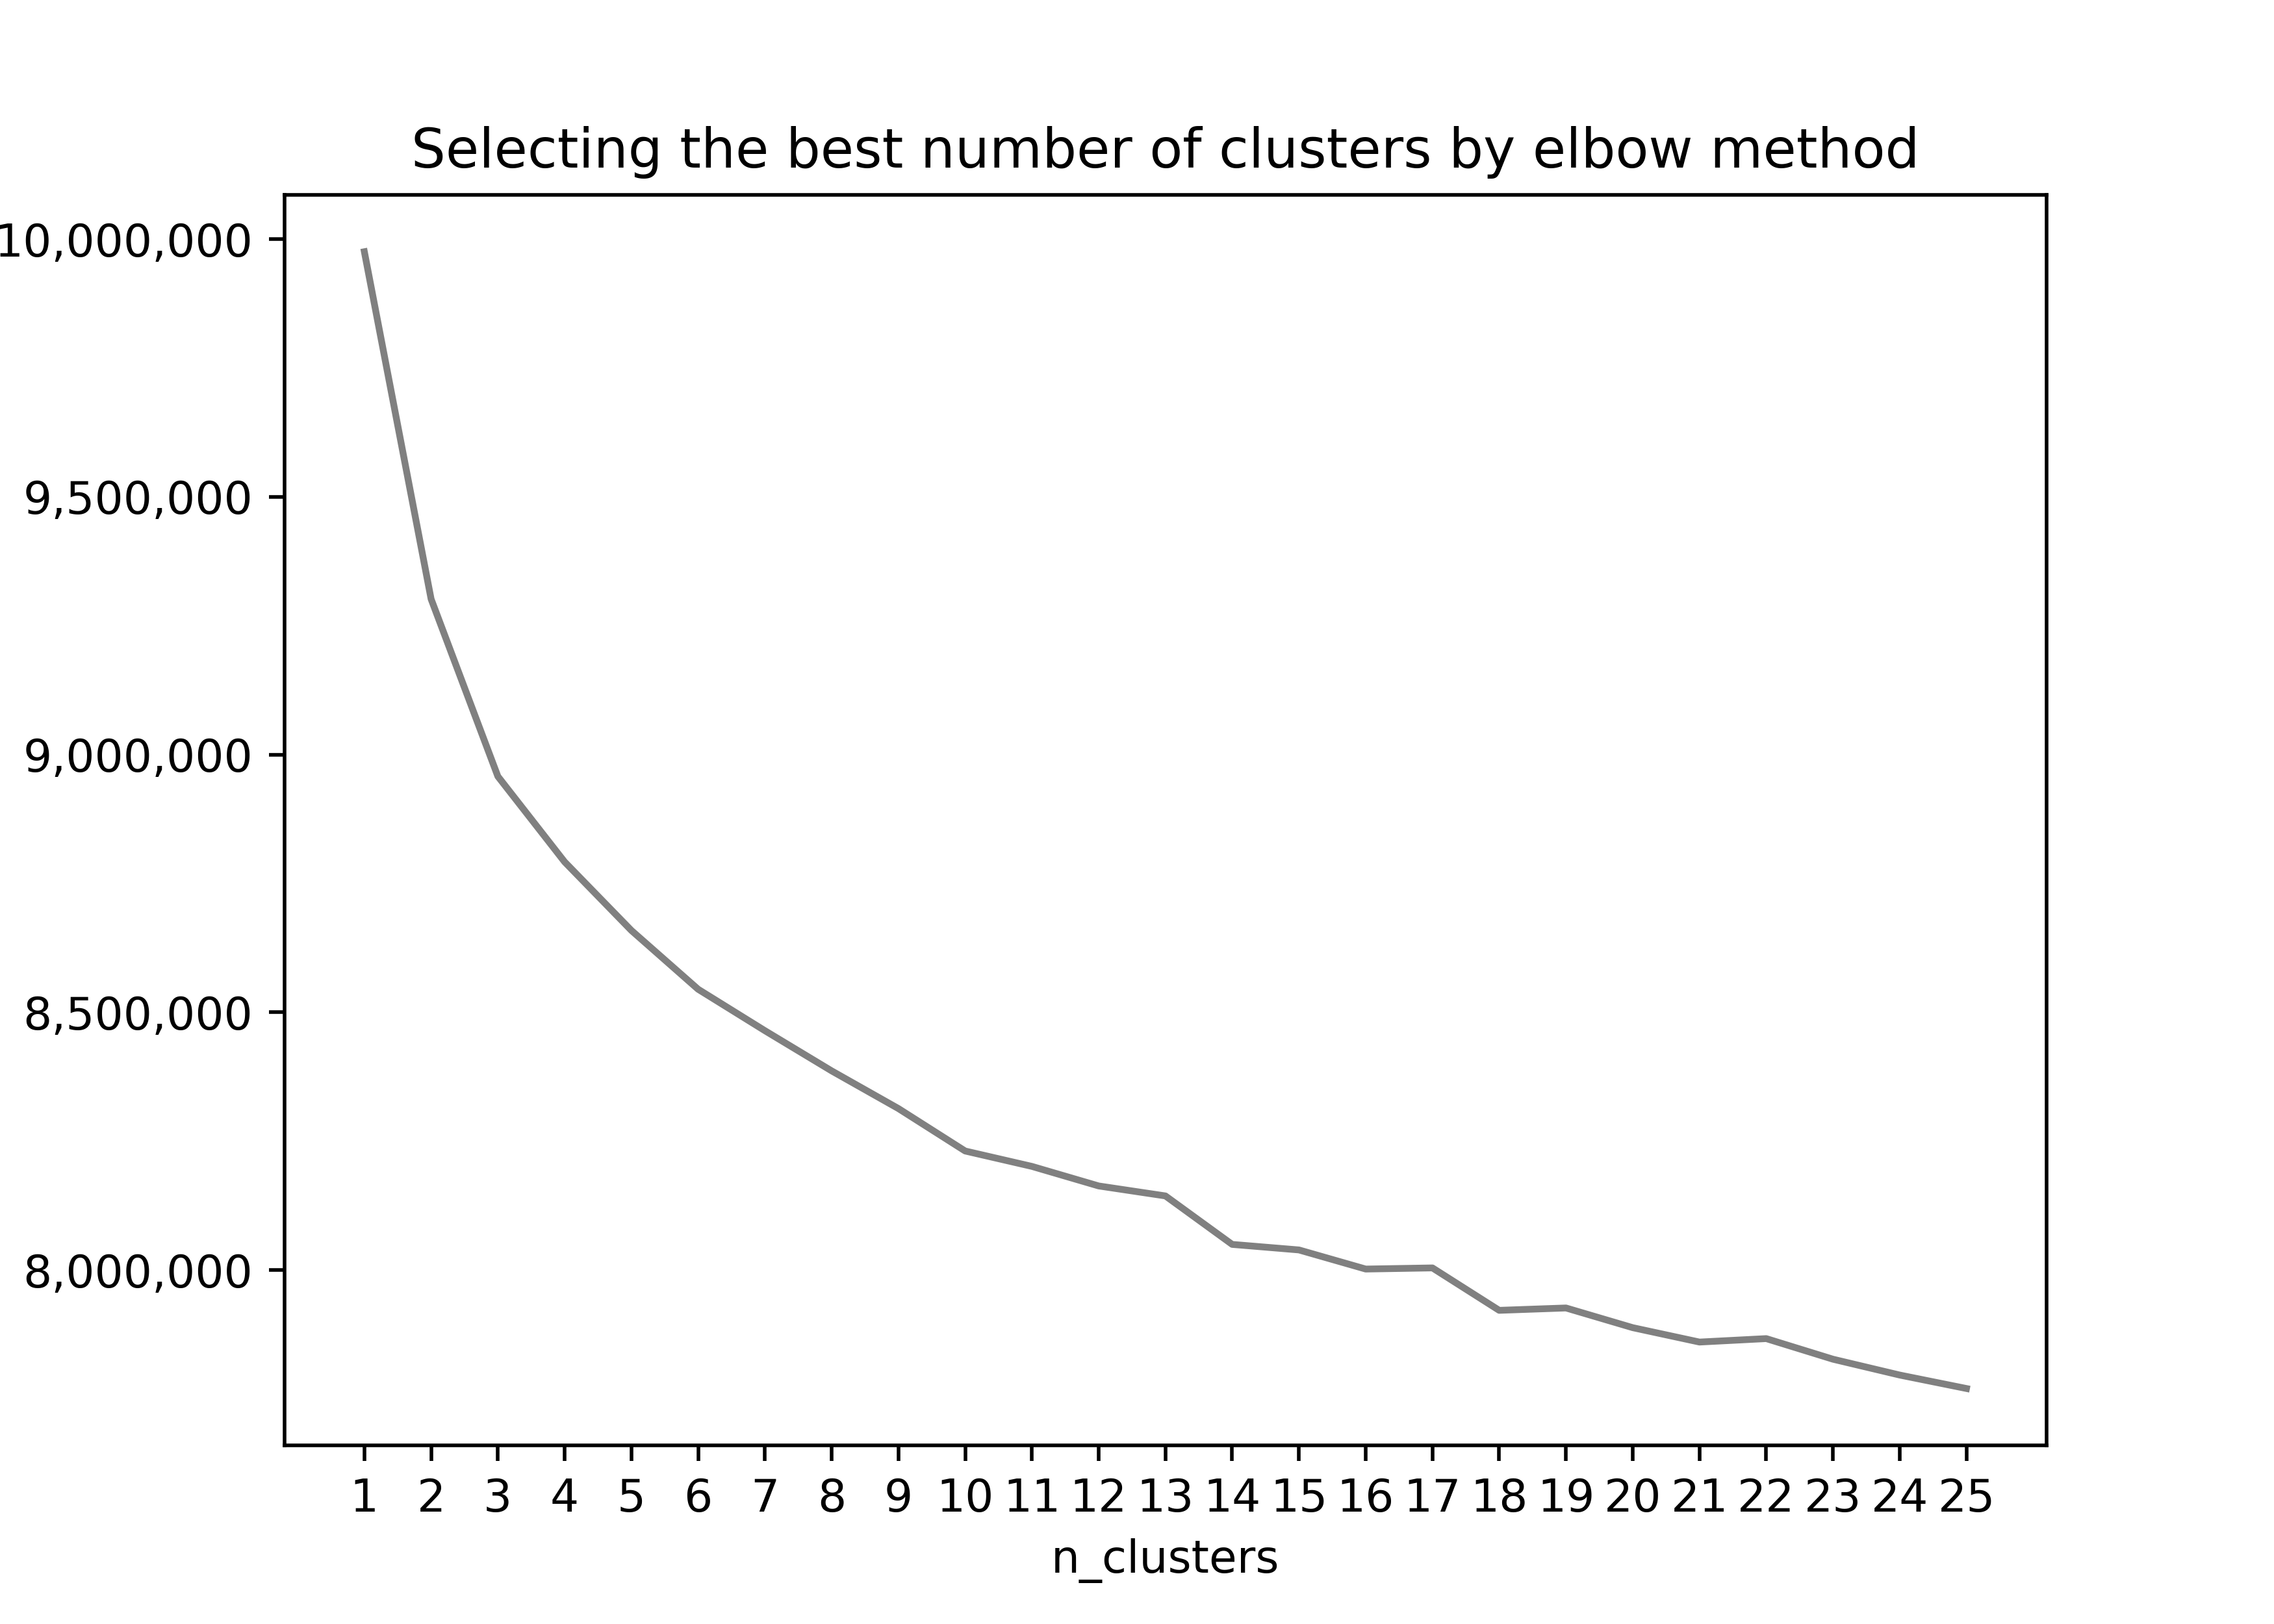 Selecting the best number of clusters by elbow method
10,000,000
9,500,000
9,000,000
8,500,000
8,000,000
1 2 3 4 5 6 7 8 9 10 11 12 13 14 15 16 17 18 19 20 21 22 23 24 25
n_clusters